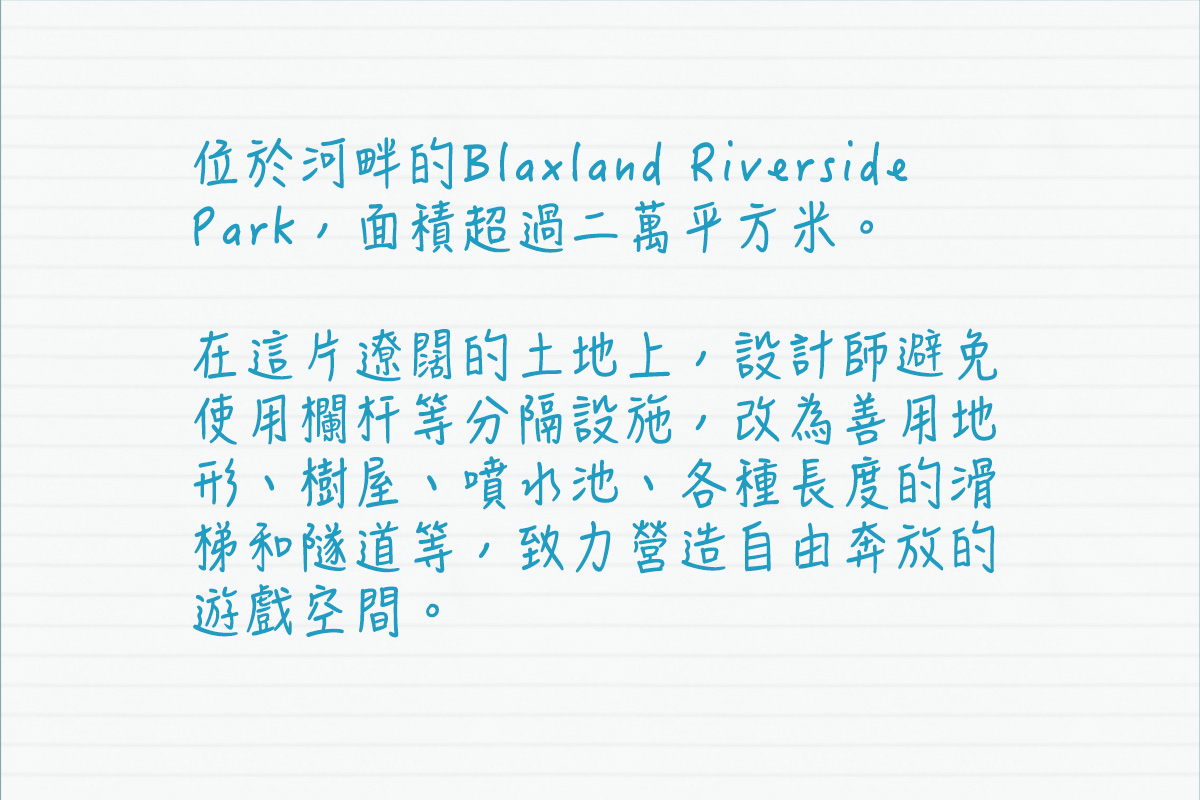 位於河畔的Blaxland Riverside
Park，面積超過二萬平方米。
在這片遼闊的土地上，設計師避免
使用欄杆等分隔設施，改為善用地
形、樹屋、噴水池、各種長度的滑
梯和隧道等，致力營造自由奔放的
遊戲空間。